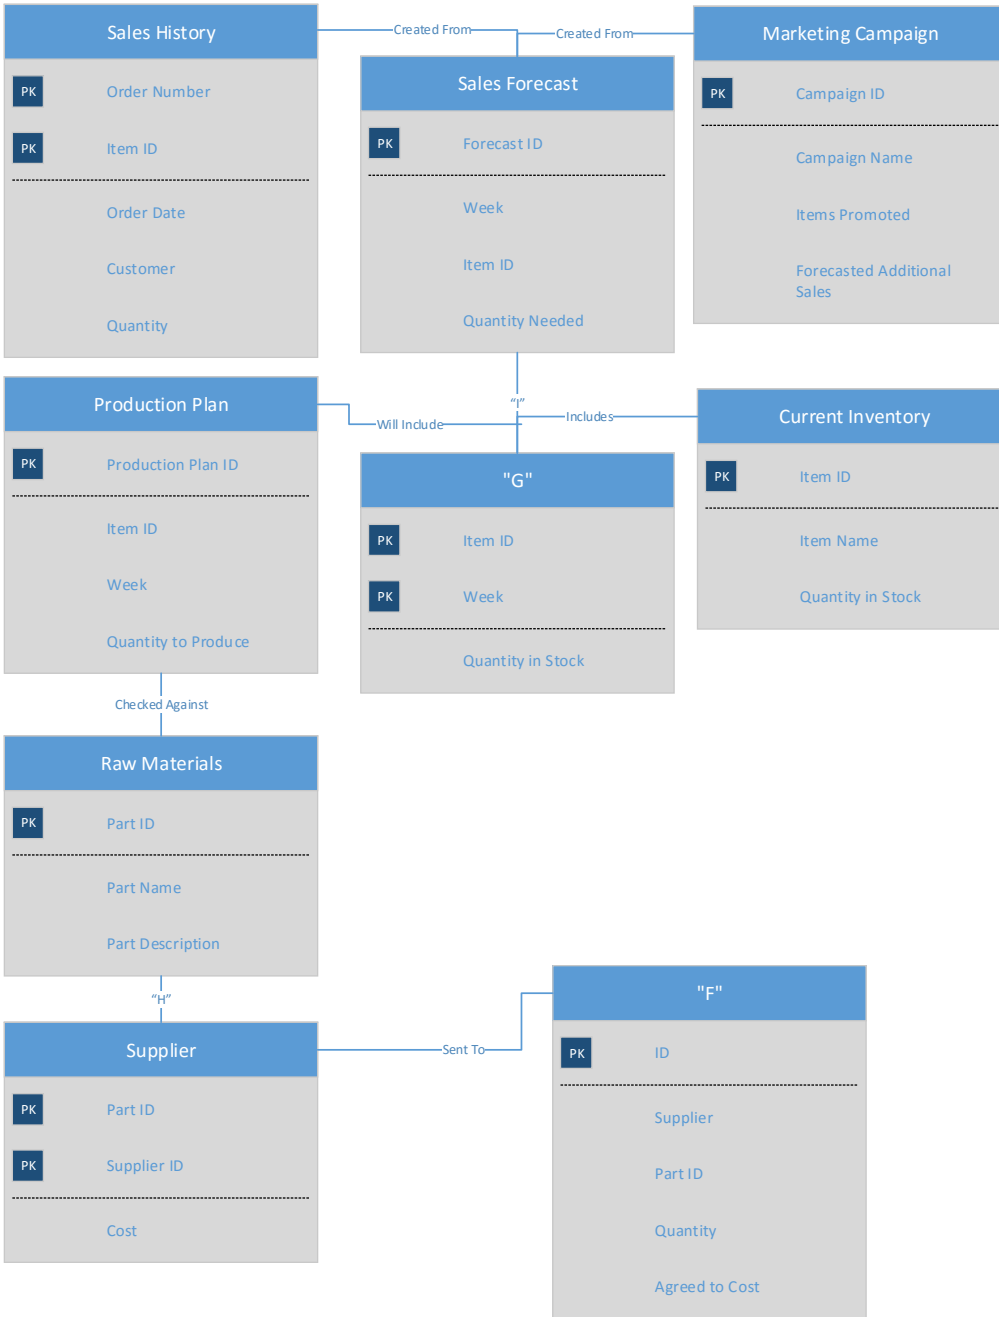 Sales History
PK Order Number
PK Item ID
Order Date
Customer
Quantity
Created From
Created From
Sales Forecast
PK Forecast ID
Week
Item ID
Quantity Needed
Marketing Campaign
PK Campaign ID
Campaign Name
Items Promoted
Forecasted Additional
Sales
Production Plan
PK Production Plan ID
Item ID
Week
Quantity to Produce
Will Include
“I”
Includes
"G"
PK Item ID
PK Week
Quantity in Stock
Current Inventory
PK Item ID
Item Name
Quantity in Stock
Checked Against
Raw Materials
PK Part ID
Part Name
Part Description
“H”
Supplier
PK Part ID
PK Supplier ID
Cost
Sent To
"F"
PK ID
Supplier
Part ID
Quantity
Agreed to Cost